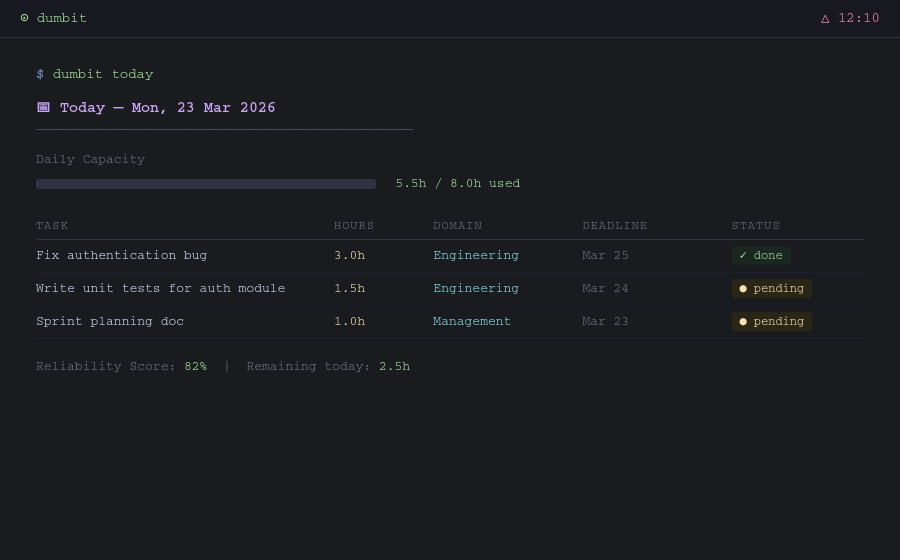 ⊙ dumbit △ 12:10
$ dumbit today
📅 Today — Mon, 23 Mar 2026
Daily Capacity
5.5h / 8.0h used
TASK HOURS DOMAIN DEADLINE STATUS
Fix authentication bug 3.0h Engineering Mar 25 ✓ done
Write unit tests for auth module 1.5h Engineering Mar 24 ● pending
Sprint planning doc 1.0h Management Mar 23 ● pending
Reliability Score: 82% | Remaining today: 2.5h